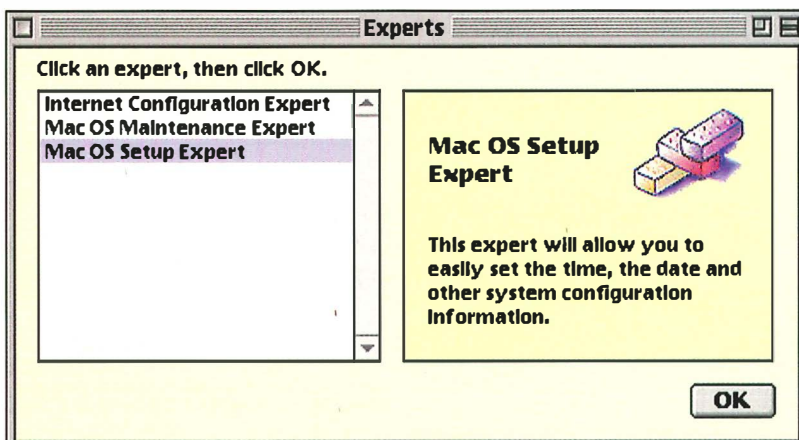 Experts
Click an expert, then click OK.
Internet Configuration Expert
Mac OS Maintenance Expert
Mac OS Setup Expert
Mac OS Setup
Expert
This expert will allow you to
easily set the time, the date and
other system configuration
information.
OK